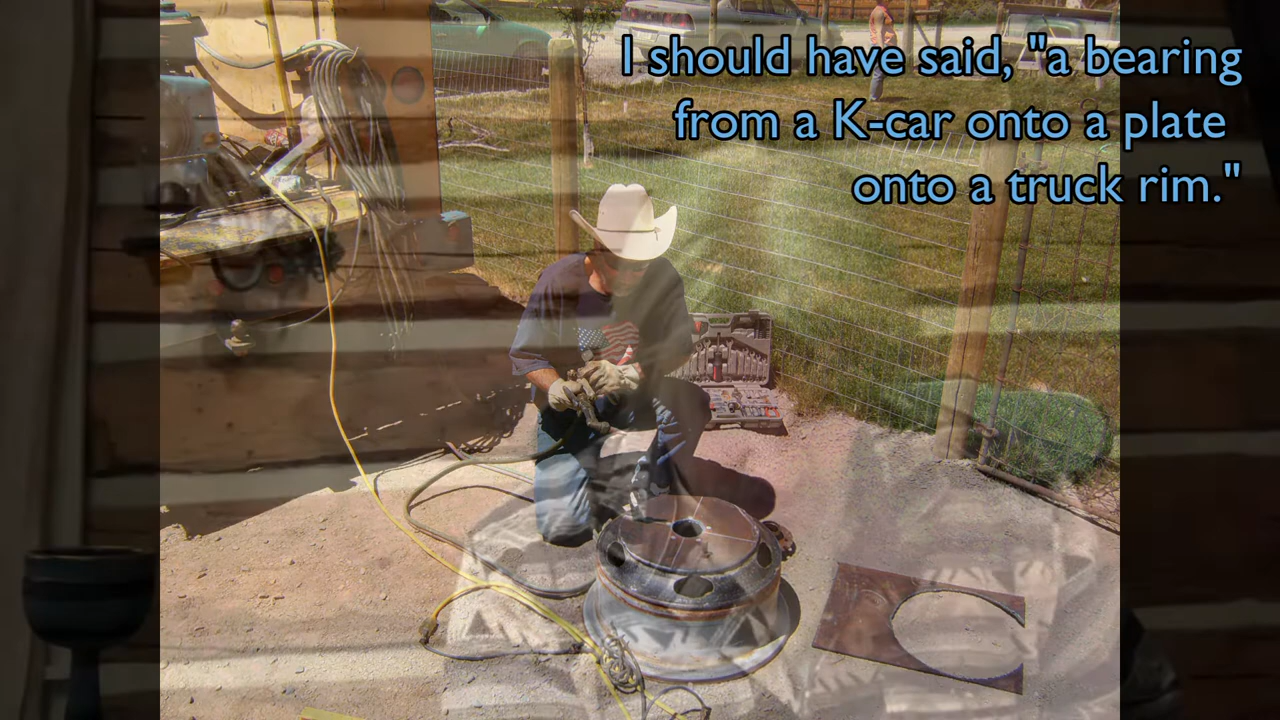 I should have said, "a bearing
from a K-car onto a plate
onto a truck rim."